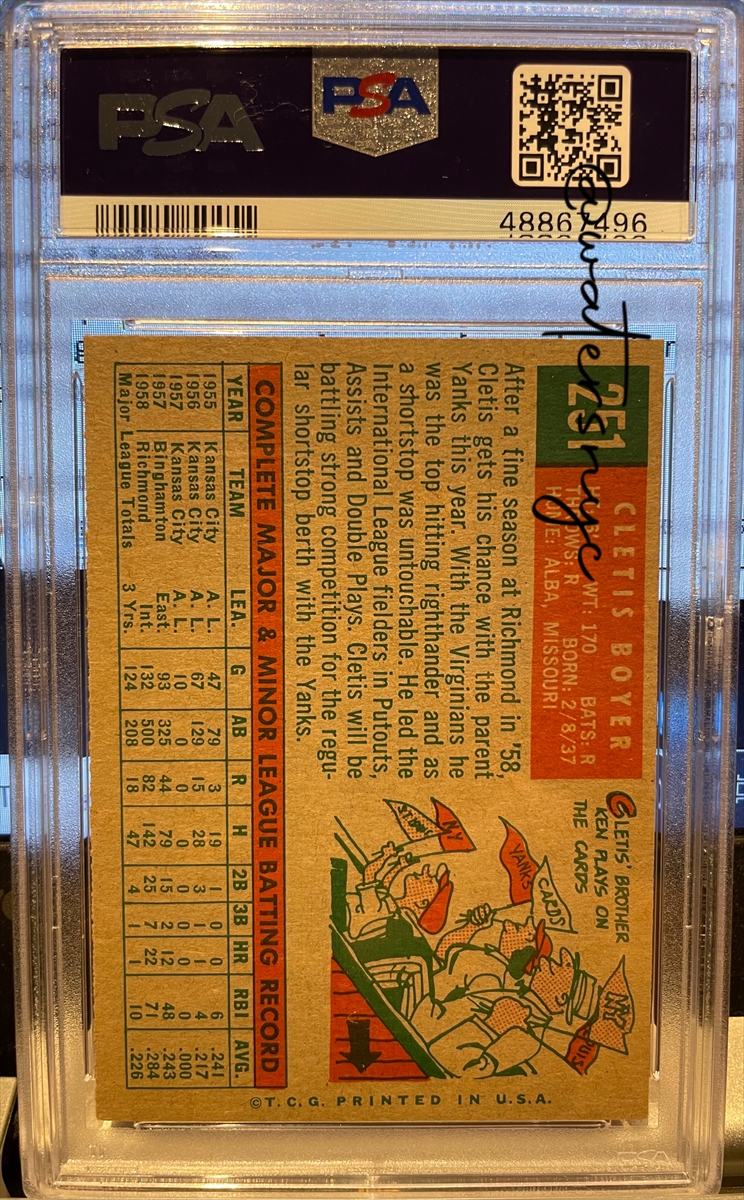 PSA
PSA
@watersnyc
251
CLETIS BOYER
WT: 170 BATS: R
THROWS: R BORN: 2/8/37
HOME: ALBA, MISSOURI
After a fine season at Richmond in '58,
Cletis gets his chance with the parent
Yanks this year. With the Virginians he
was the top hitting righthander and as
a shortstop was untouchable. He led the
International League fielders in Putouts,
Assists and Double Plays. Cletis will be
battling strong competition for the regu-
lar shortstop berth with the Yanks.
CLETIS' BROTHER
KEN PLAYS ON
THE CARDS
N.Y.
YANKS
CARDS
COMPLETE MAJOR & MINOR LEAGUE BATTING RECORD
YEAR TEAM LEA. G AB R H 2B 3B HR RBI AVG.
1955 Kansas City A. L. 47 79 3 19 1 0 0 6 .241
1956 Kansas City A. L. 67 129 15 28 3 1 1 4 .217
1957 Kansas City A. L. 10 0 0 0 0 0 0 0 .000
1957 Binghamton East. 93 325 44 79 15 2 12 48 .243
1958 Richmond Int. 132 500 82 142 25 7 22 71 .284
Major League Totals 3 Yrs. 124 208 18 47 4 1 1 10 .226
© T. C. G. PRINTED IN U. S. A.
PSA